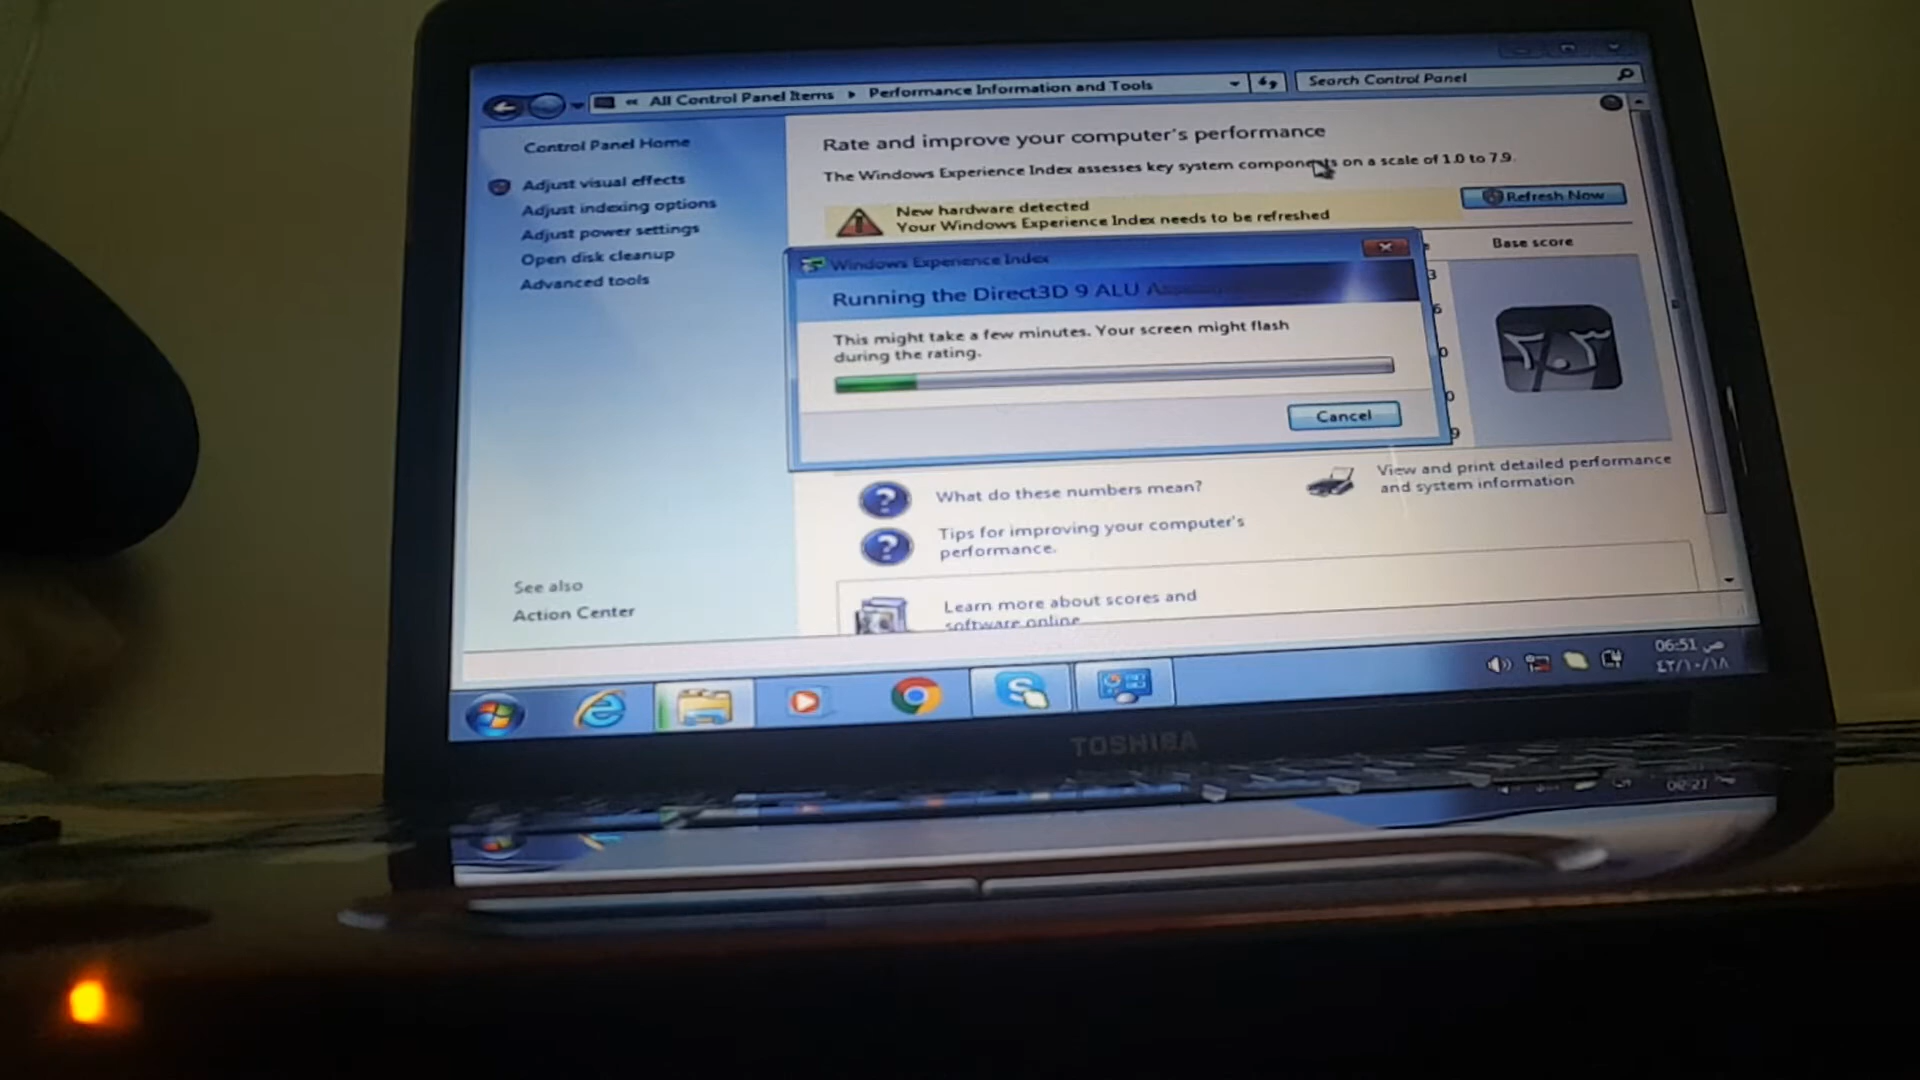 « All Control Panel Items ▸ Performance Information and Tools
Search Control Panel
Control Panel Home
Adjust visual effects
Adjust indexing options
Adjust power settings
Open disk cleanup
Advanced tools
See also
Action Center
Rate and improve your computer's performance
The Windows Experience Index assesses key system components on a scale of 1.0 to 7.9.
New hardware detected
Your Windows Experience Index needs to be refreshed
Refresh Now
Base score
٢.٣
Windows Experience Index
Running the Direct3D 9 ALU
This might take a few minutes. Your screen might flash
during the rating.
Cancel
What do these numbers mean?
Tips for improving your computer's
performance.
View and print detailed performance
and system information
Learn more about scores and
software online
06:51 ص
٤٣/١٠/١٨
TOSHIBA